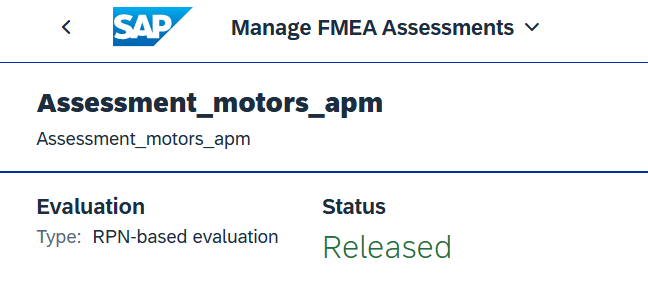 SAP Manage FMEA Assessments
Assessment_motors_apm
Assessment_motors_apm
Evaluation
Type: RPN-based evaluation
Status
Released